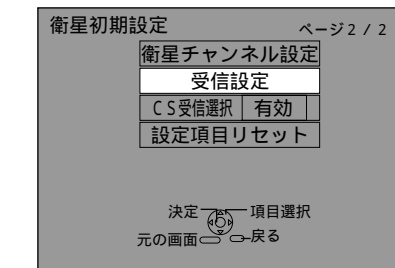 衛星初期設定 ページ2/2
衛星チャンネル設定
受信設定
CS受信選択 有効
設定項目リセット
決定 項目選択
元の画面 戻る